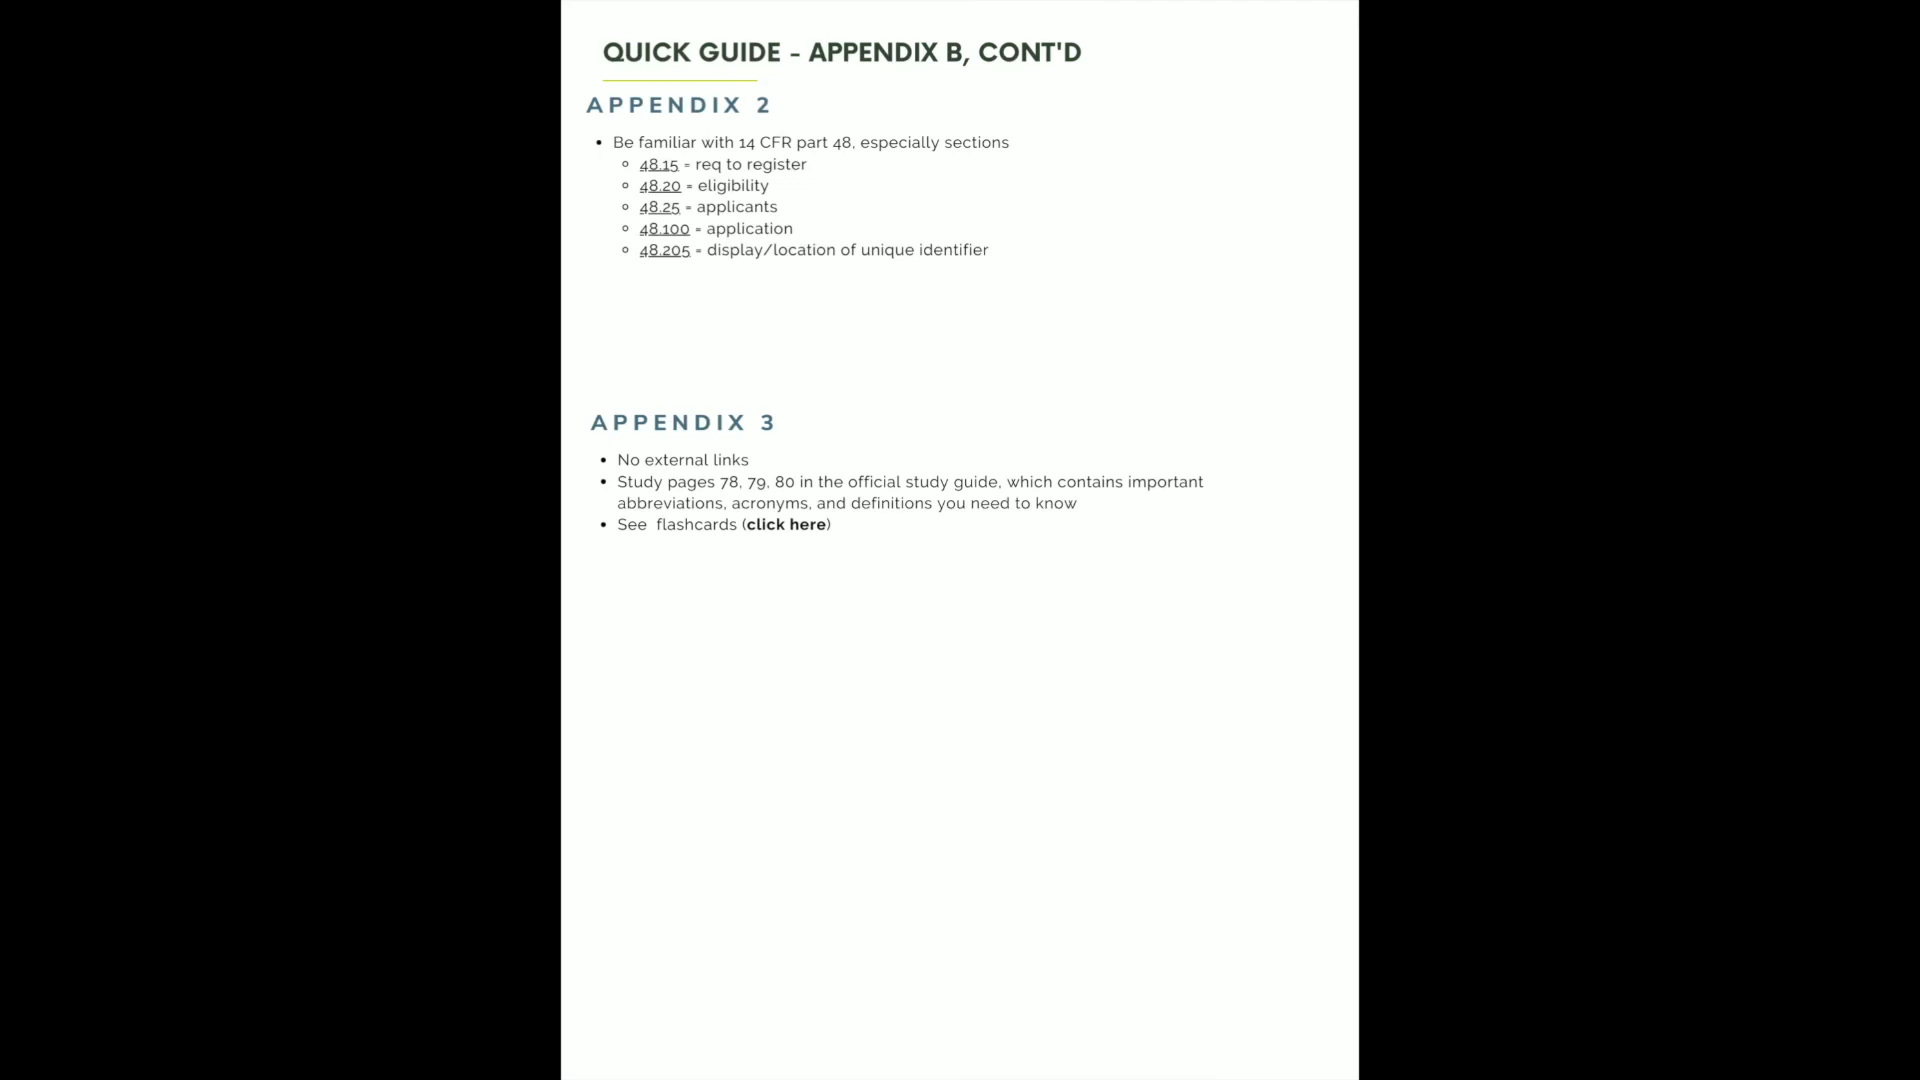 QUICK GUIDE - APPENDIX B, CONT'D
APPENDIX 2
• Be familiar with 14 CFR part 48, especially sections
◦ 48.15 = req to register
◦ 48.20 = eligibility
◦ 48.25 = applicants
◦ 48.100 = application
◦ 48.205 = display/location of unique identifier
APPENDIX 3
• No external links
• Study pages 78, 79, 80 in the official study guide, which contains important
abbreviations, acronyms, and definitions you need to know
• See flashcards (click here)